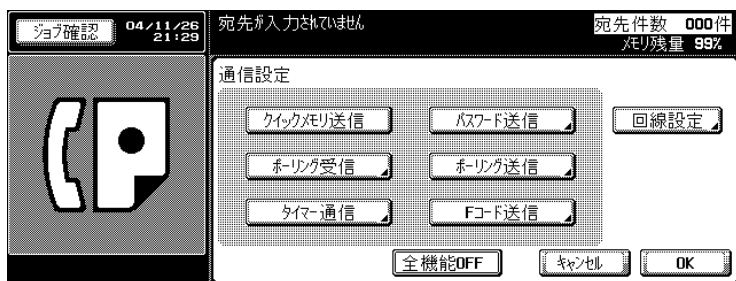 ジョブ確認
04/11/26
21:29
宛先が入力されていません
宛先件数 000件
メモリ残量 99%
通信設定
クイックメモリ送信
パスワード送信
回線設定
ポーリング受信
ポーリング送信
タイマー通信
Fコード送信
全機能OFF
キャンセル
OK